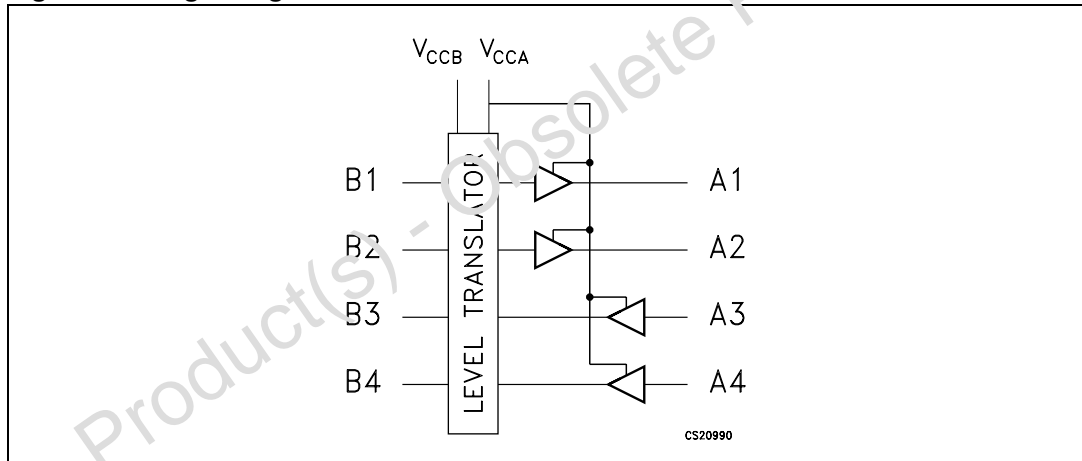 VCCB VCCA
LEVEL TRANSLATOR
B1 A1
B2 A2
B3 A3
B4 A4
CS20990
Product(s) - Obsolete